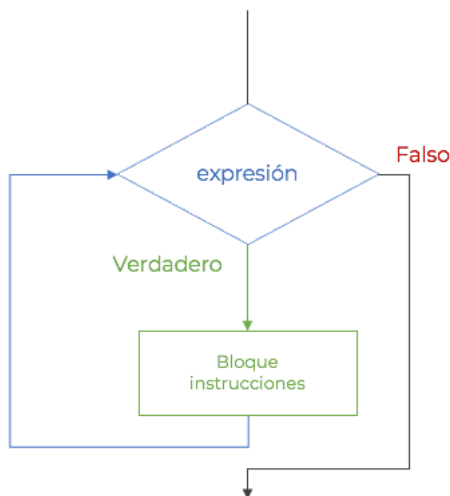 expresión
Falso
Verdadero
Bloque
instrucciones